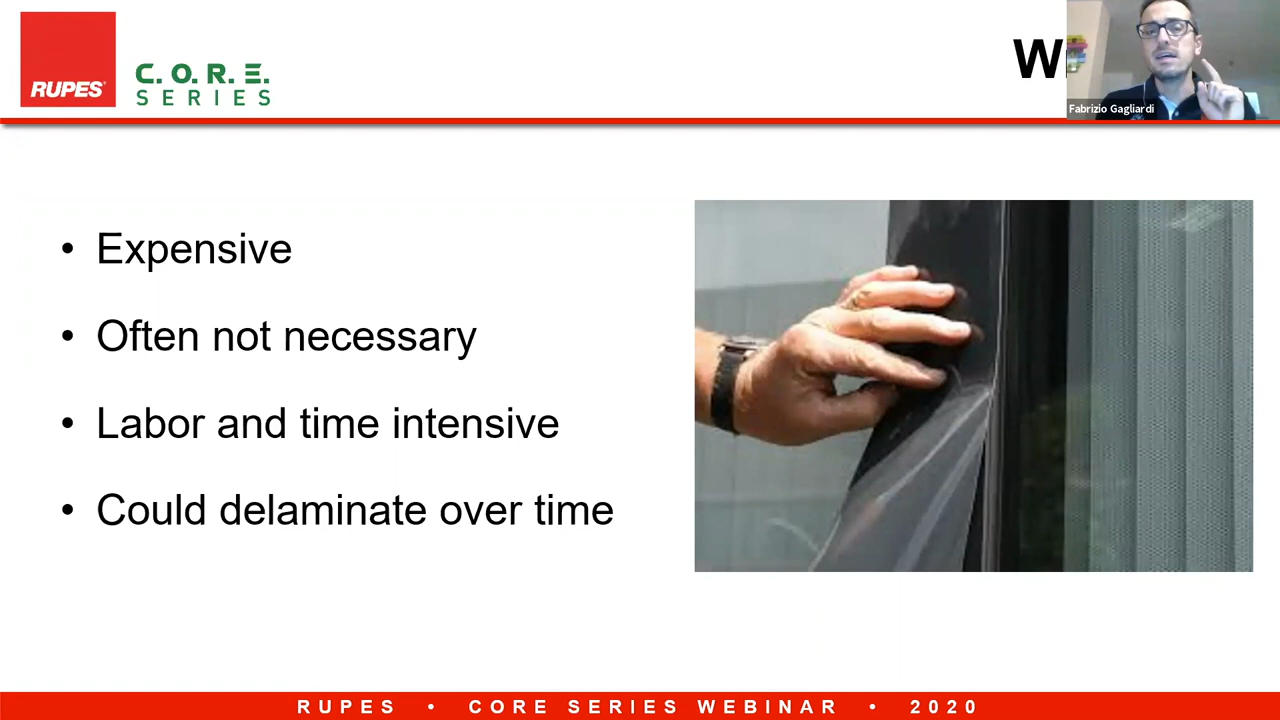 RUPES
C.O.R.E.
SERIES
Fabrizio Gagliardi
• Expensive
• Often not necessary
• Labor and time intensive
• Could delaminate over time
RUPES • CORE SERIES WEBINAR • 2020